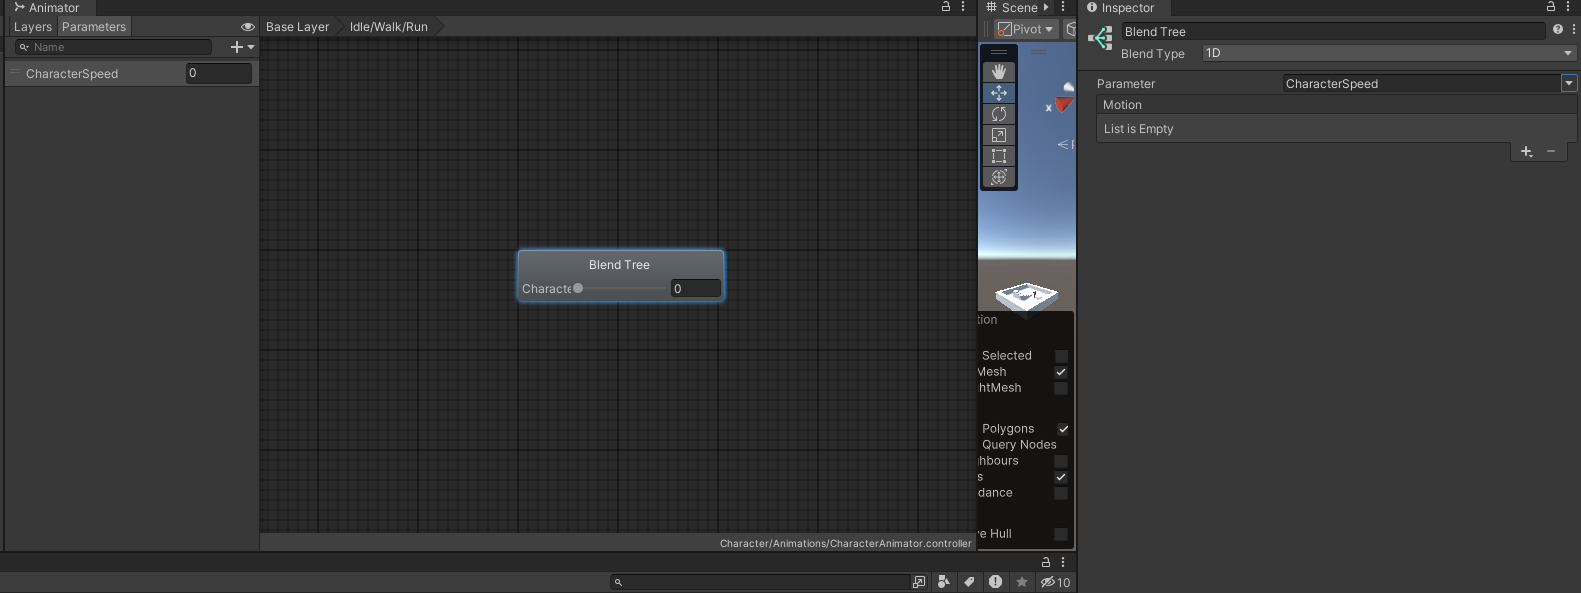 Animator
Layers Parameters
Name
CharacterSpeed 0
Base Layer Idle/Walk/Run
Blend Tree
Characte 0
Character/Animations/CharacterAnimator.controller
10
Scene
Pivot
x
tion
Selected
Mesh
htMesh
Polygons
Query Nodes
hbours
s
dance
e Hull
Inspector
Blend Tree
Blend Type 1D
Parameter CharacterSpeed
Motion
List is Empty